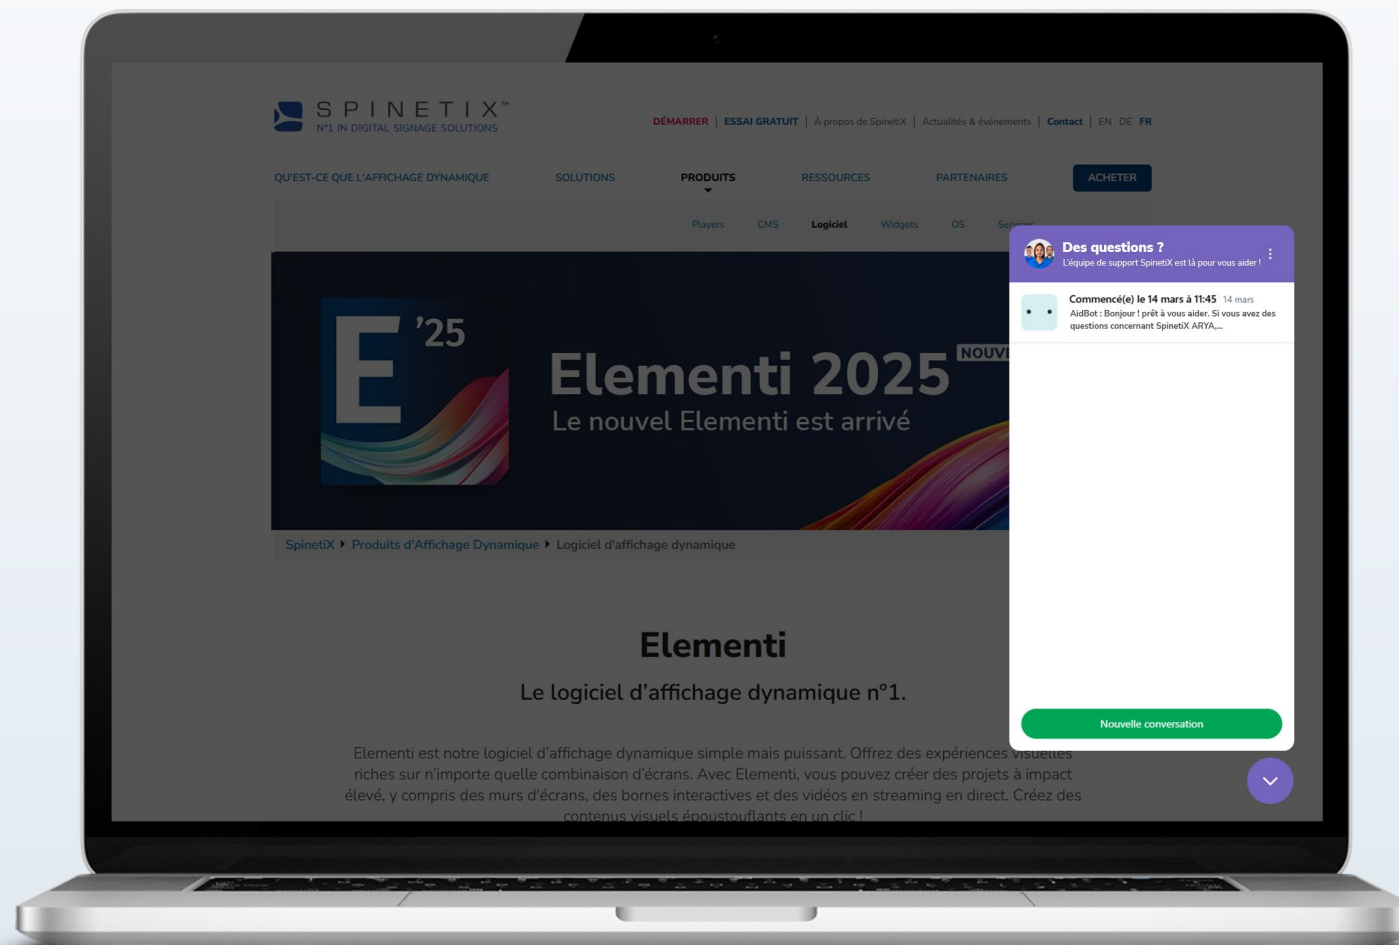 SPINETIX™
N°1 IN DIGITAL SIGNAGE SOLUTIONS
DÉMARRER | ESSAI GRATUIT | À propos de SpinetiX | Actualités & événements | Contact | EN DE FR
QU'EST-CE QUE L'AFFICHAGE DYNAMIQUE SOLUTIONS PRODUITS RESSOURCES PARTENAIRES ACHETER
Players CMS Logiciel Widgets OS Services
E '25
Elementi 2025
Le nouvel Elementi est arrivé
SpinetiX Produits d'Affichage Dynamique Logiciel d'affichage dynamique
Elementi
Le logiciel d'affichage dynamique n°1.
Elementi est notre logiciel d'affichage dynamique simple mais puissant. Offrez des expériences visuelles
riches sur n'importe quelle combinaison d'écrans. Avec Elementi, vous pouvez créer des projets à impact
élevé, y compris des murs d'écrans, des bornes interactives et des vidéos en streaming en direct. Créez des
contenus visuels époustouflants en un clic !
Des questions ?
L'équipe de support SpinetiX est là pour vous aider !
Commencé(e) le 14 mars à 11:45 14 mars
AidBot : Bonjour ! prêt à vous aider. Si vous avez des
questions concernant SpinetiX ARYA,...
Nouvelle conversation